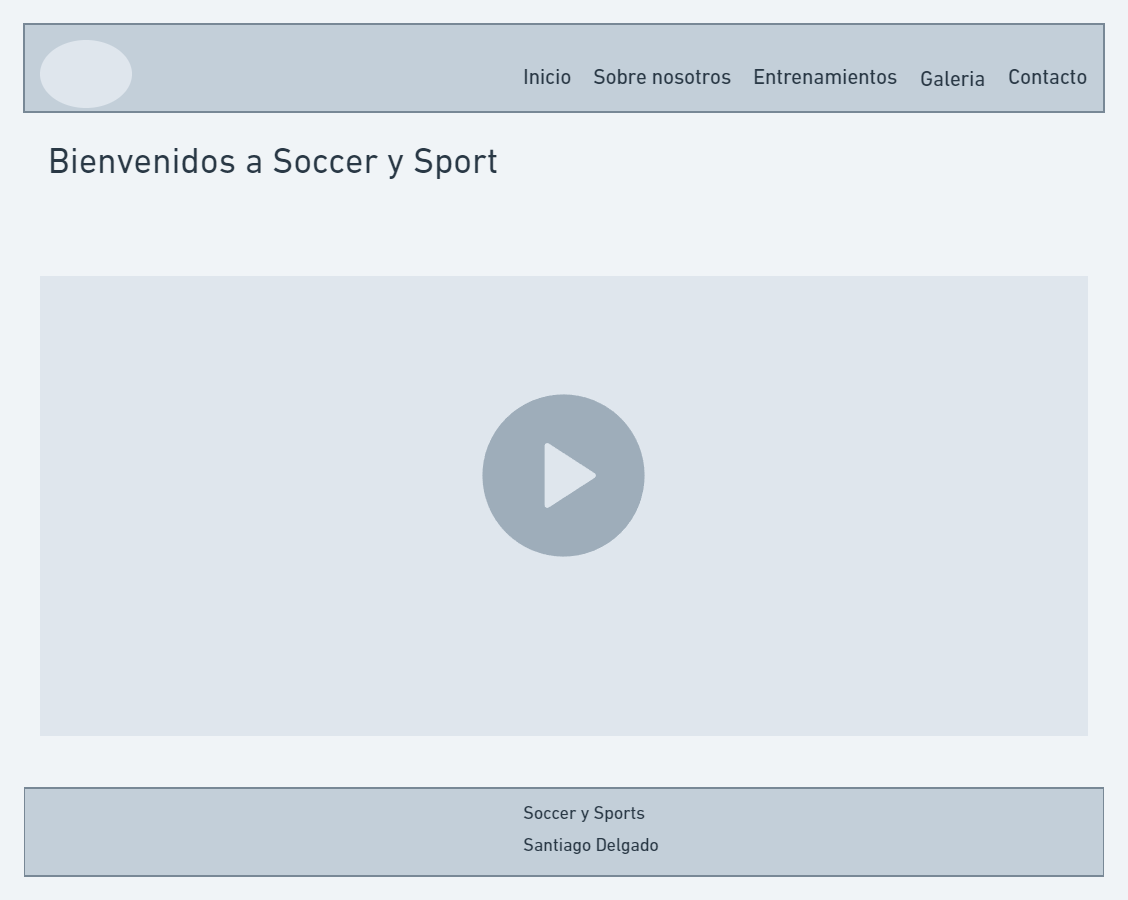 Inicio Sobre nosotros Entrenamientos Galeria Contacto
Bienvenidos a Soccer y Sport
Soccer y Sports
Santiago Delgado